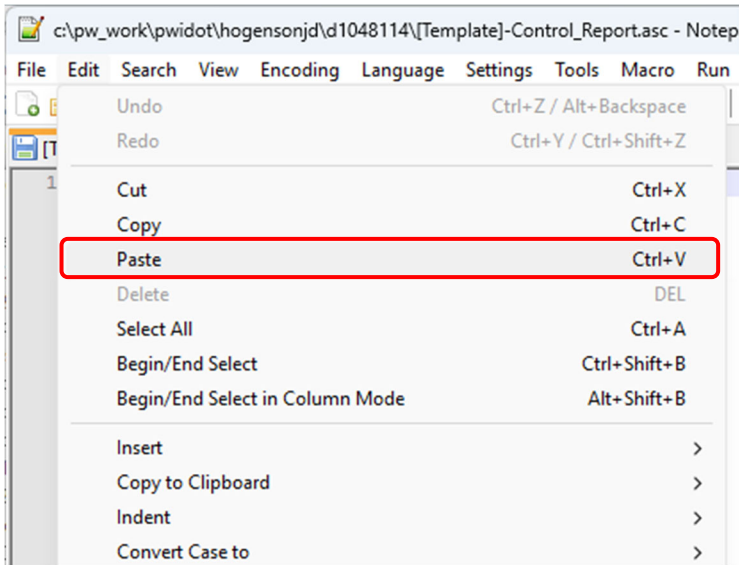 c:\pw_work\pwidot\hogensonjd\d1048114\[Template]-Control_Report.asc - Notep
File Edit Search View Encoding Language Settings Tools Macro Run
Undo Ctrl+Z / Alt+Backspace
Redo Ctrl+Y / Ctrl+Shift+Z
[T
1
Cut Ctrl+X
Copy Ctrl+C
Paste Ctrl+V
Delete DEL
Select All Ctrl+A
Begin/End Select Ctrl+Shift+B
Begin/End Select in Column Mode Alt+Shift+B
Insert
Copy to Clipboard
Indent
Convert Case to